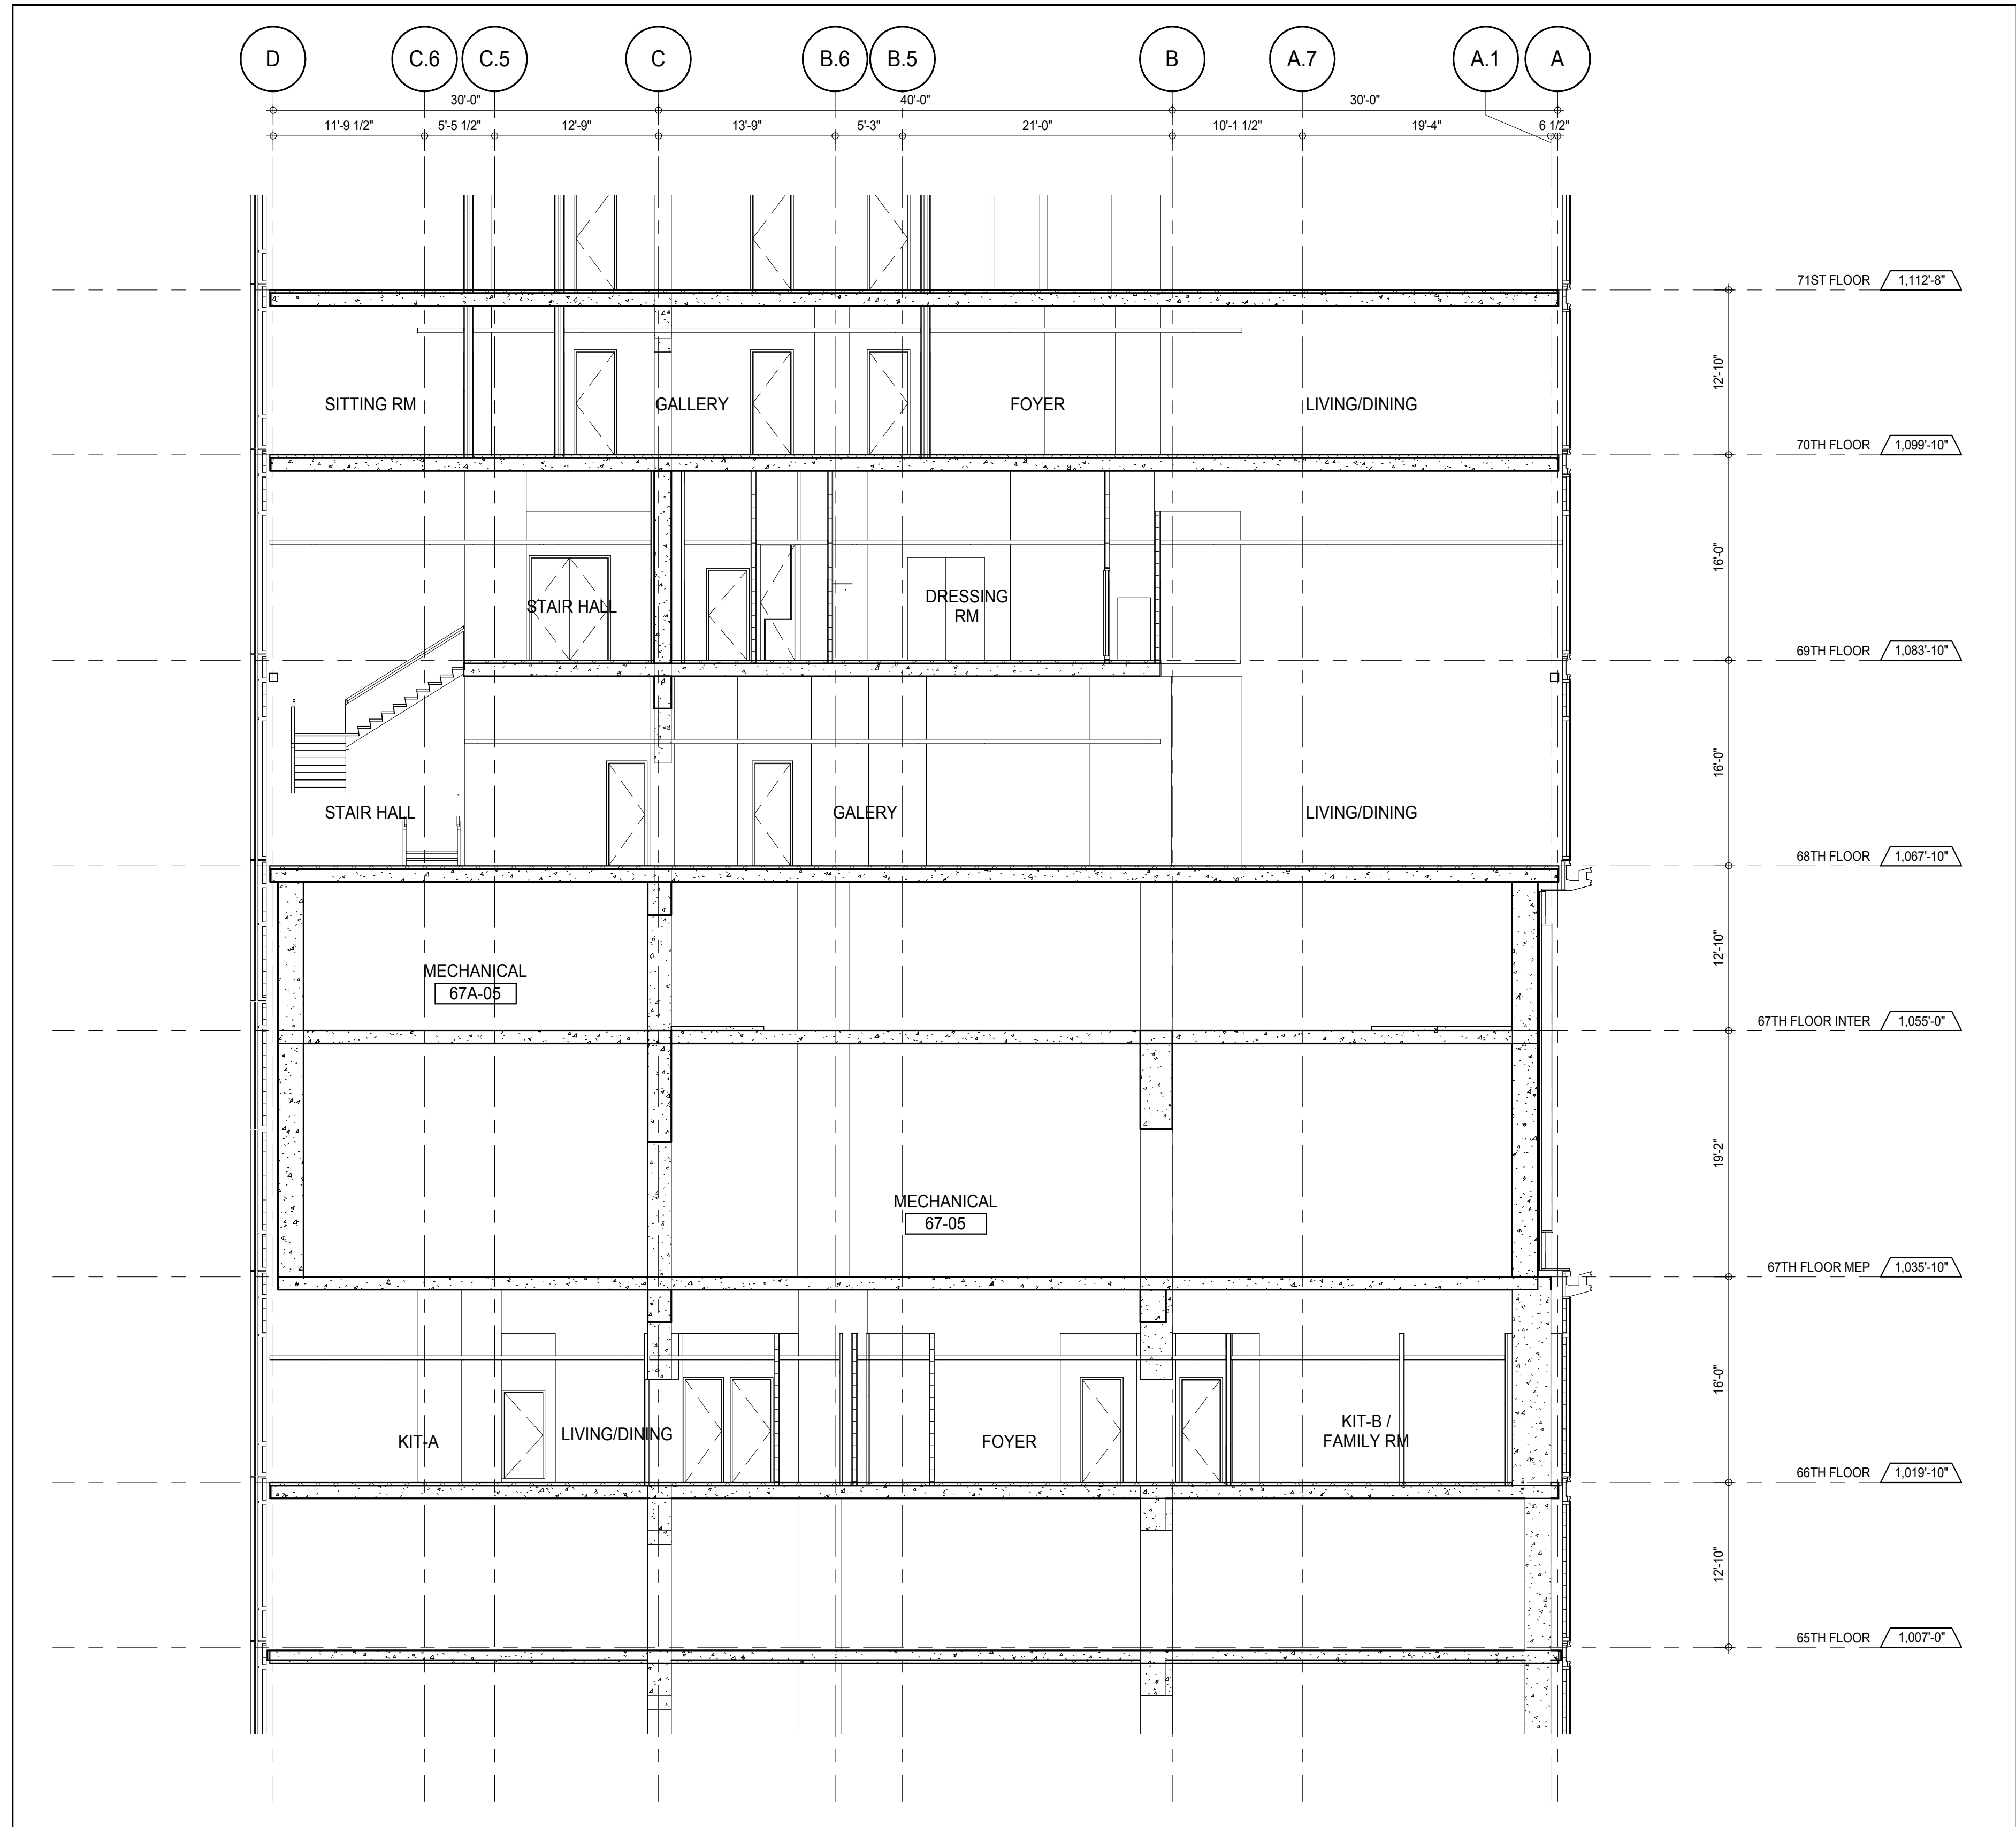 D C.6 C.5 C B.6 B.5 B A.7 A.1 A
30'-0" 40'-0" 30'-0"
11'-9 1/2" 5'-5 1/2" 12'-9" 13'-9" 5'-3" 21'-0" 10'-1 1/2" 19'-4" 6 1/2"
71ST FLOOR 1,112'-8"
12'-10"
SITTING RM GALLERY FOYER LIVING/DINING
70TH FLOOR 1,099'-10"
16'-0"
STAIR HALL
DRESSING
RM
69TH FLOOR 1,083'-10"
16'-0"
STAIR HALL GALERY LIVING/DINING
68TH FLOOR 1,067'-10"
12'-10"
MECHANICAL
67A-05
67TH FLOOR INTER 1,055'-0"
19'-2"
MECHANICAL
67-05
67TH FLOOR MEP 1,035'-10"
16'-0"
KIT-A LIVING/DINING FOYER
KIT-B /
FAMILY RM
66TH FLOOR 1,019'-10"
12'-10"
65TH FLOOR 1,007'-0"